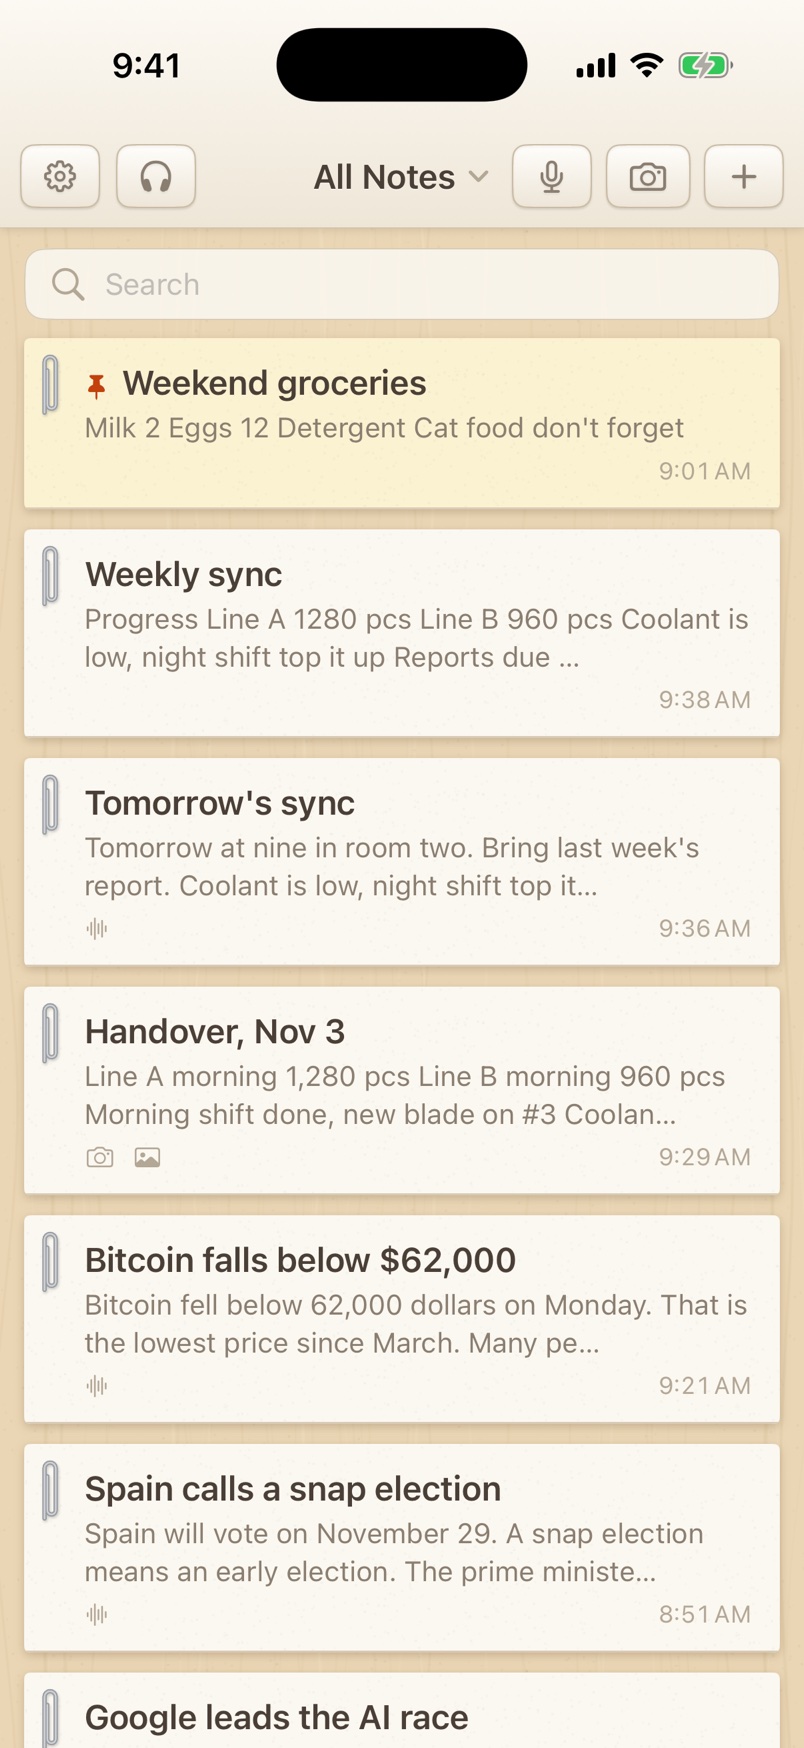 9:41
All Notes
Search
Weekend groceries
Milk 2 Eggs 12 Detergent Cat food don't forget
9:01 AM
Weekly sync
Progress Line A 1280 pcs Line B 960 pcs Coolant is
low, night shift top it up Reports due ...
9:38 AM
Tomorrow's sync
Tomorrow at nine in room two. Bring last week's
report. Coolant is low, night shift top it...
9:36 AM
Handover, Nov 3
Line A morning 1,280 pcs Line B morning 960 pcs
Morning shift done, new blade on #3 Coolan...
9:29 AM
Bitcoin falls below $62,000
Bitcoin fell below 62,000 dollars on Monday. That is
the lowest price since March. Many pe...
9:21 AM
Spain calls a snap election
Spain will vote on November 29. A snap election
means an early election. The prime ministe...
8:51 AM
Google leads the AI race